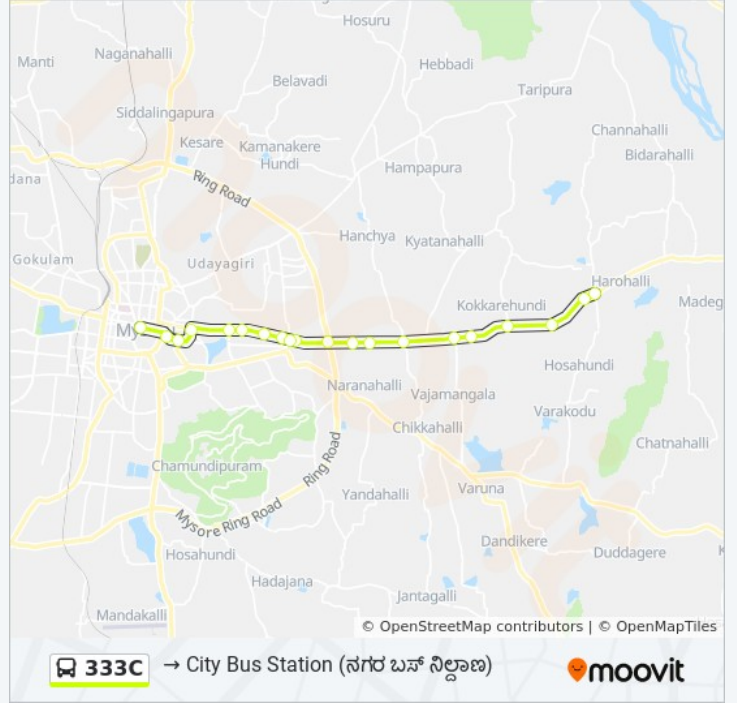 Hosuru
Naganahalli
Manti
Hebbadi
Belavadi
Taripura
Siddalingapura
Channahalli
Kesare
Kamanakere
Hundi
Bidarahalli
Hampapura
dana
Ring Road
Hanchya
Kyatanahalli
Gokulam
Udayagiri
Harohalli
Kokkarehundi
Madeg
Hosahundi
Naranahalli
Vajamangala
Varakodu
Chikkahalli
Chatnahalli
Chamundipuram
Ring Road
Yandahalli
Varuna
Mysore Ring Road
Dandikere
Hosahundi
Duddagere
Hadajana
Jantagalli
Mandakalli
© OpenStreetMap contributors | © OpenMapTiles
333C → City Bus Station (ನಗರ ಬಸ್ ನಿಲ್ದಾಣ)
moovit